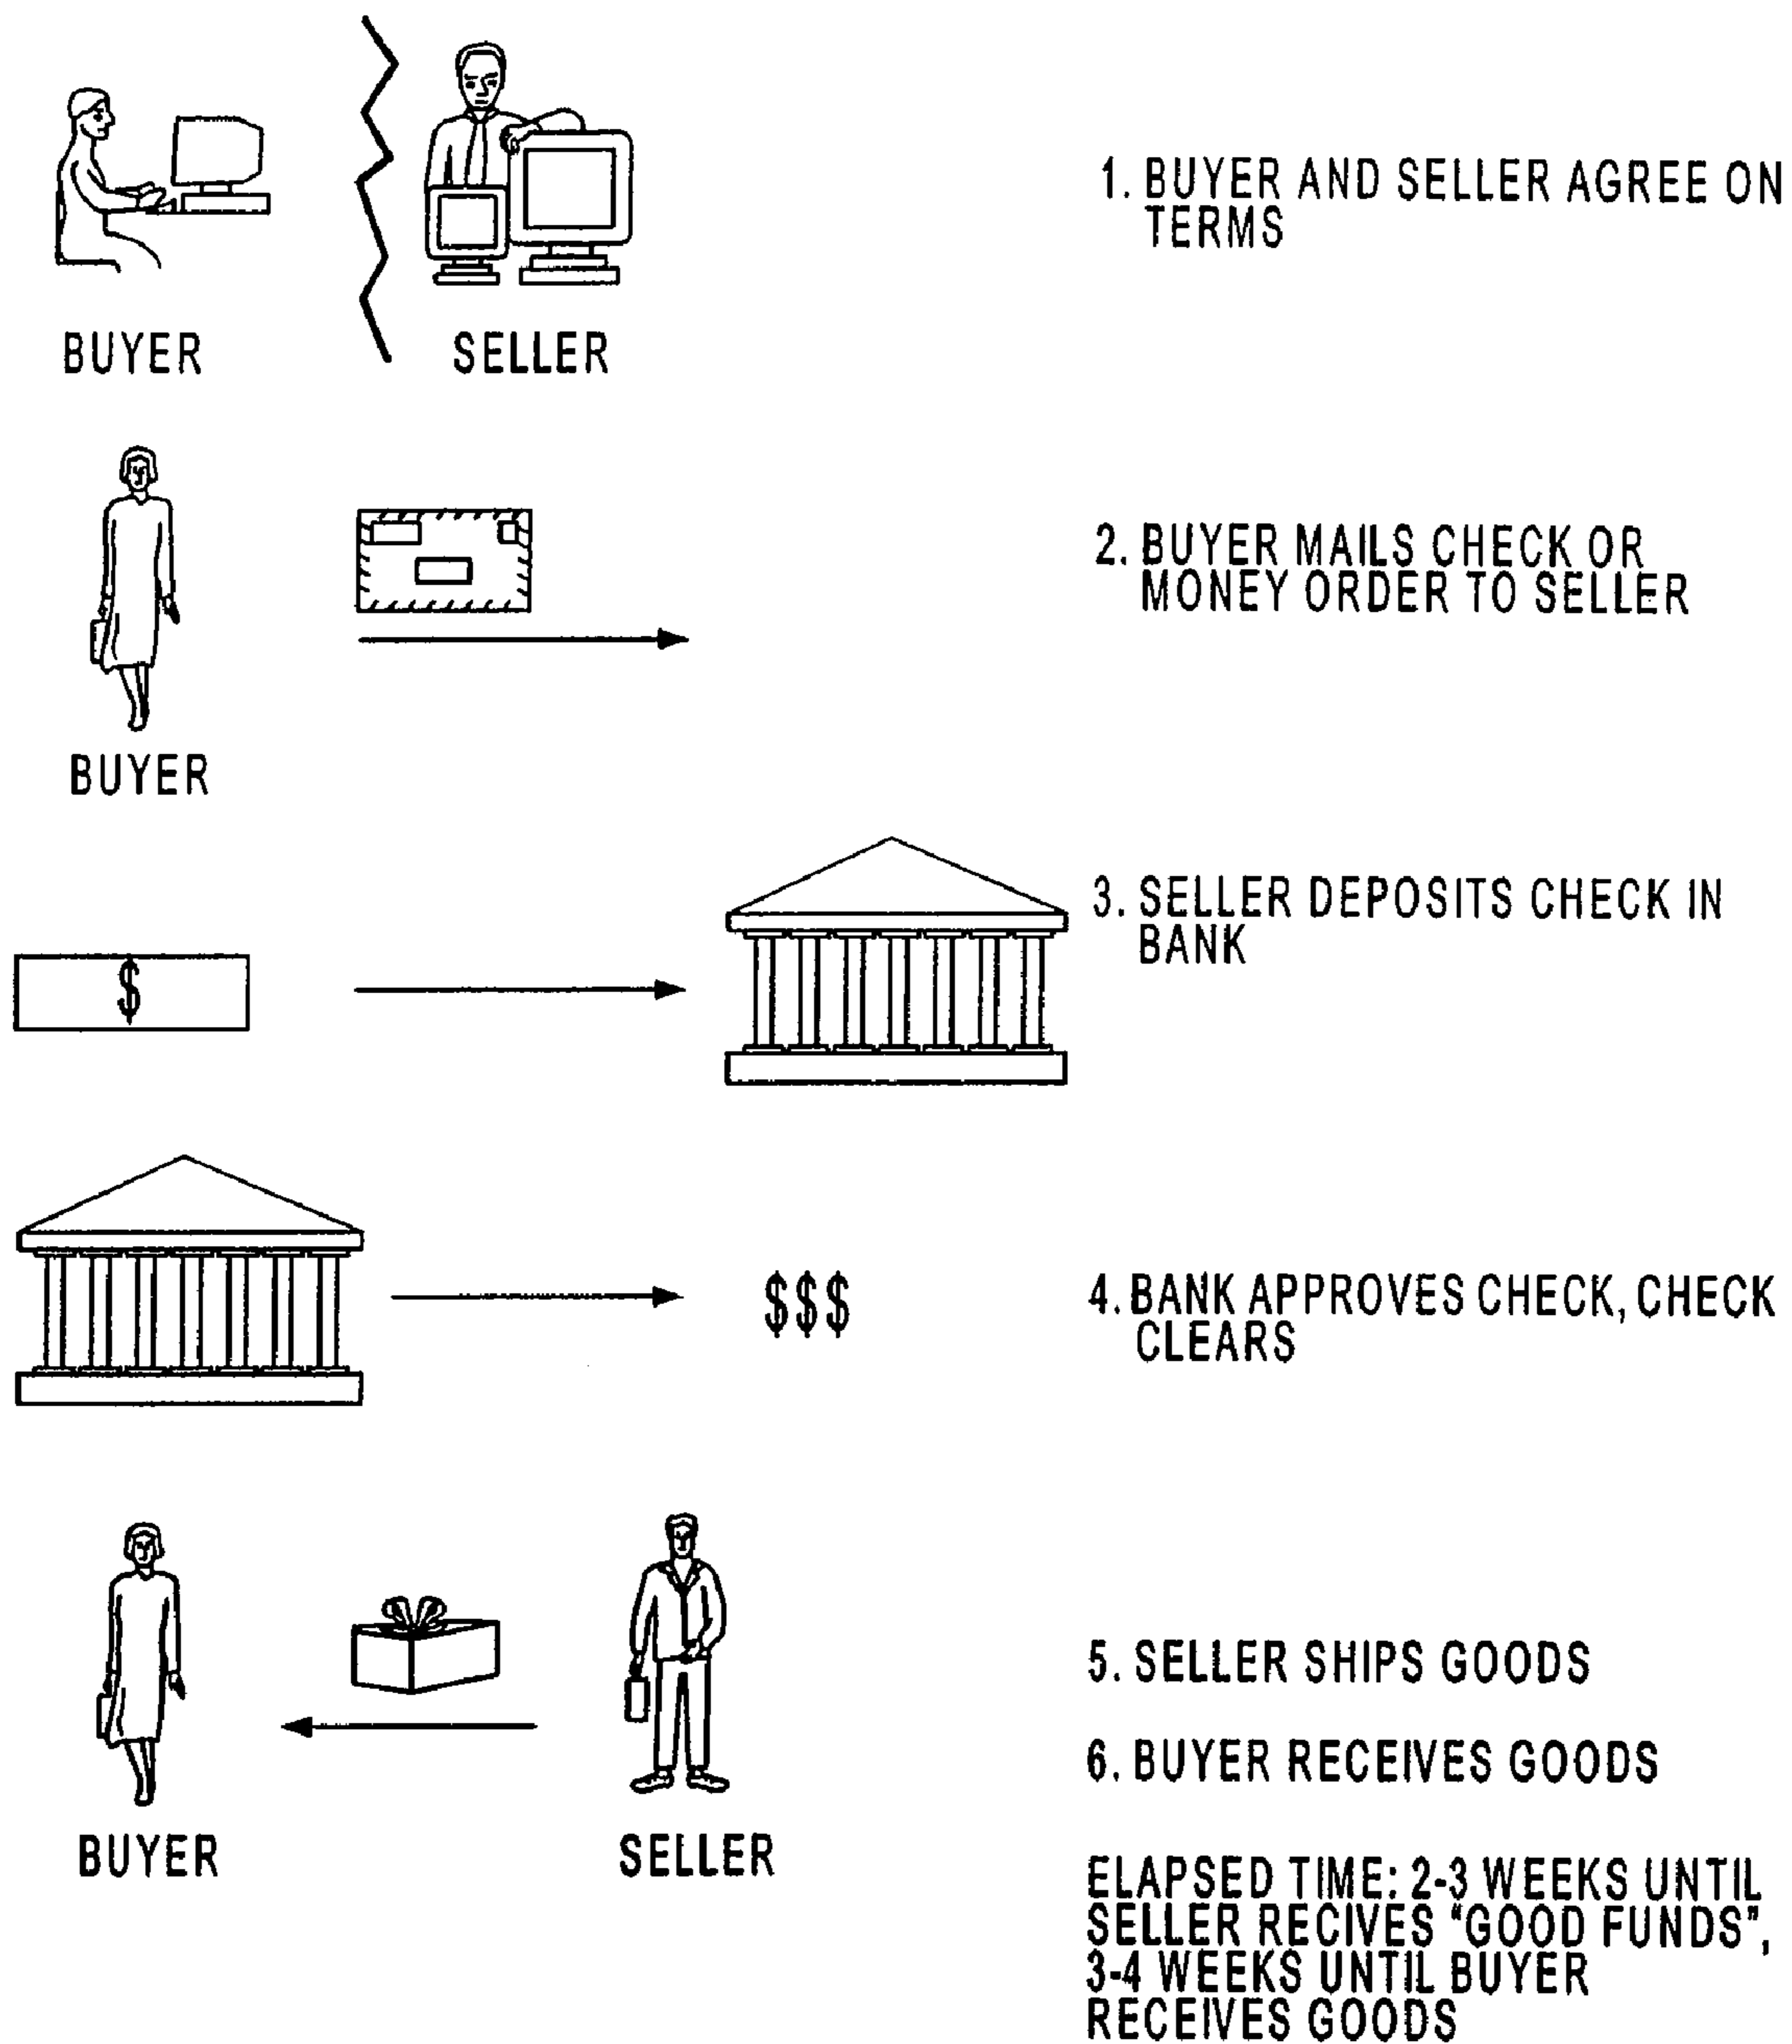 1. BUYER AND SELLER AGREE ON
TERMS
BUYER
SELLER
2. BUYER MAILS CHECK OR
MONEY ORDER TO SELLER
BUYER
3. SELLER DEPOSITS CHECK IN
BANK
$
4. BANK APPROVES CHECK, CHECK
CLEARS
$$$
5. SELLER SHIPS GOODS
6. BUYER RECEIVES GOODS
BUYER
SELLER
ELAPSED TIME: 2-3 WEEKS UNTIL
SELLER RECIVES "GOOD FUNDS",
3-4 WEEKS UNTIL BUYER
RECEIVES GOODS